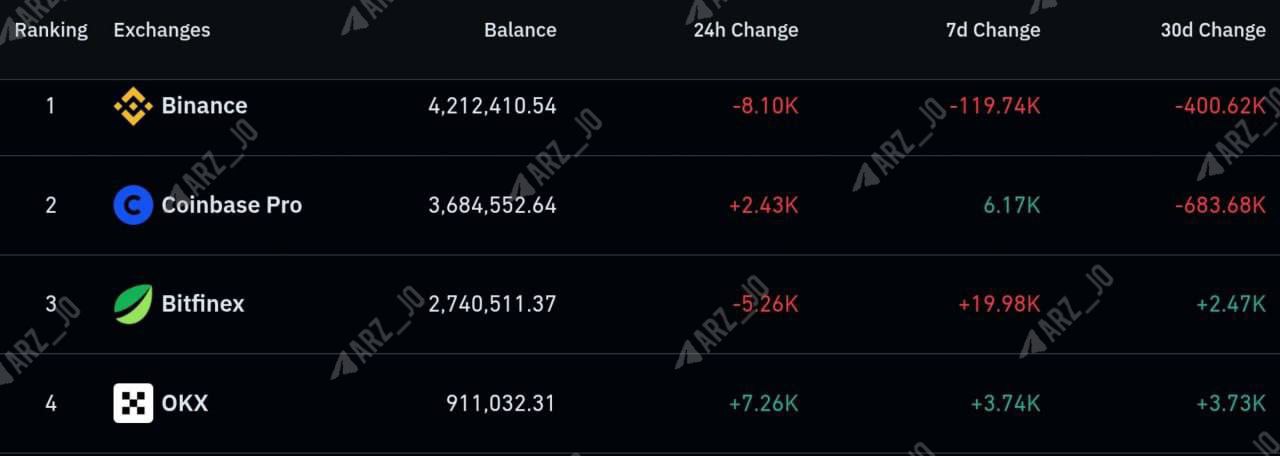 Ranking Exchanges Balance 24h Change 7d Change 30d Change
1 Binance 4,212,410.54 -8.10K -119.74K -400.62K
2 Coinbase Pro 3,684,552.64 +2.43K 6.17K -683.68K
3 Bitfinex 2,740,511.37 -5.26K +19.98K +2.47K
4 OKX 911,032.31 +7.26K +3.74K +3.73K
ARZ_JO